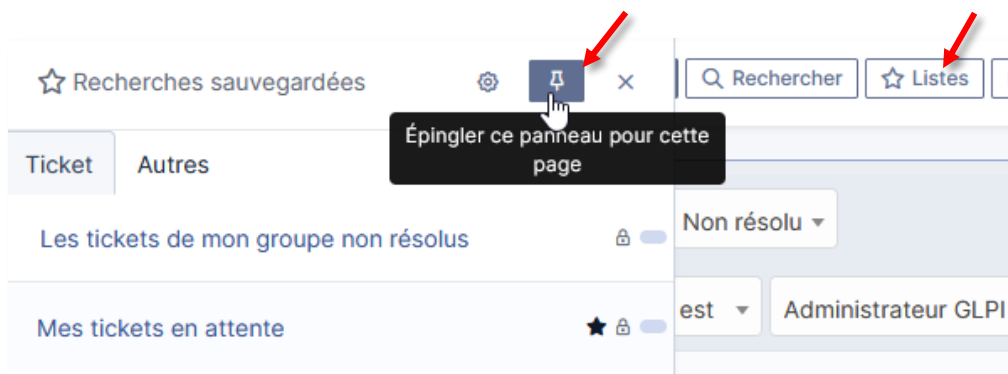 Recherches sauvegardées
Rechercher
Listes
Épingler ce panneau pour cette
page
Ticket
Autres
Les tickets de mon groupe non résolus
Non résolu
Mes tickets en attente
est
Administrateur GLPI